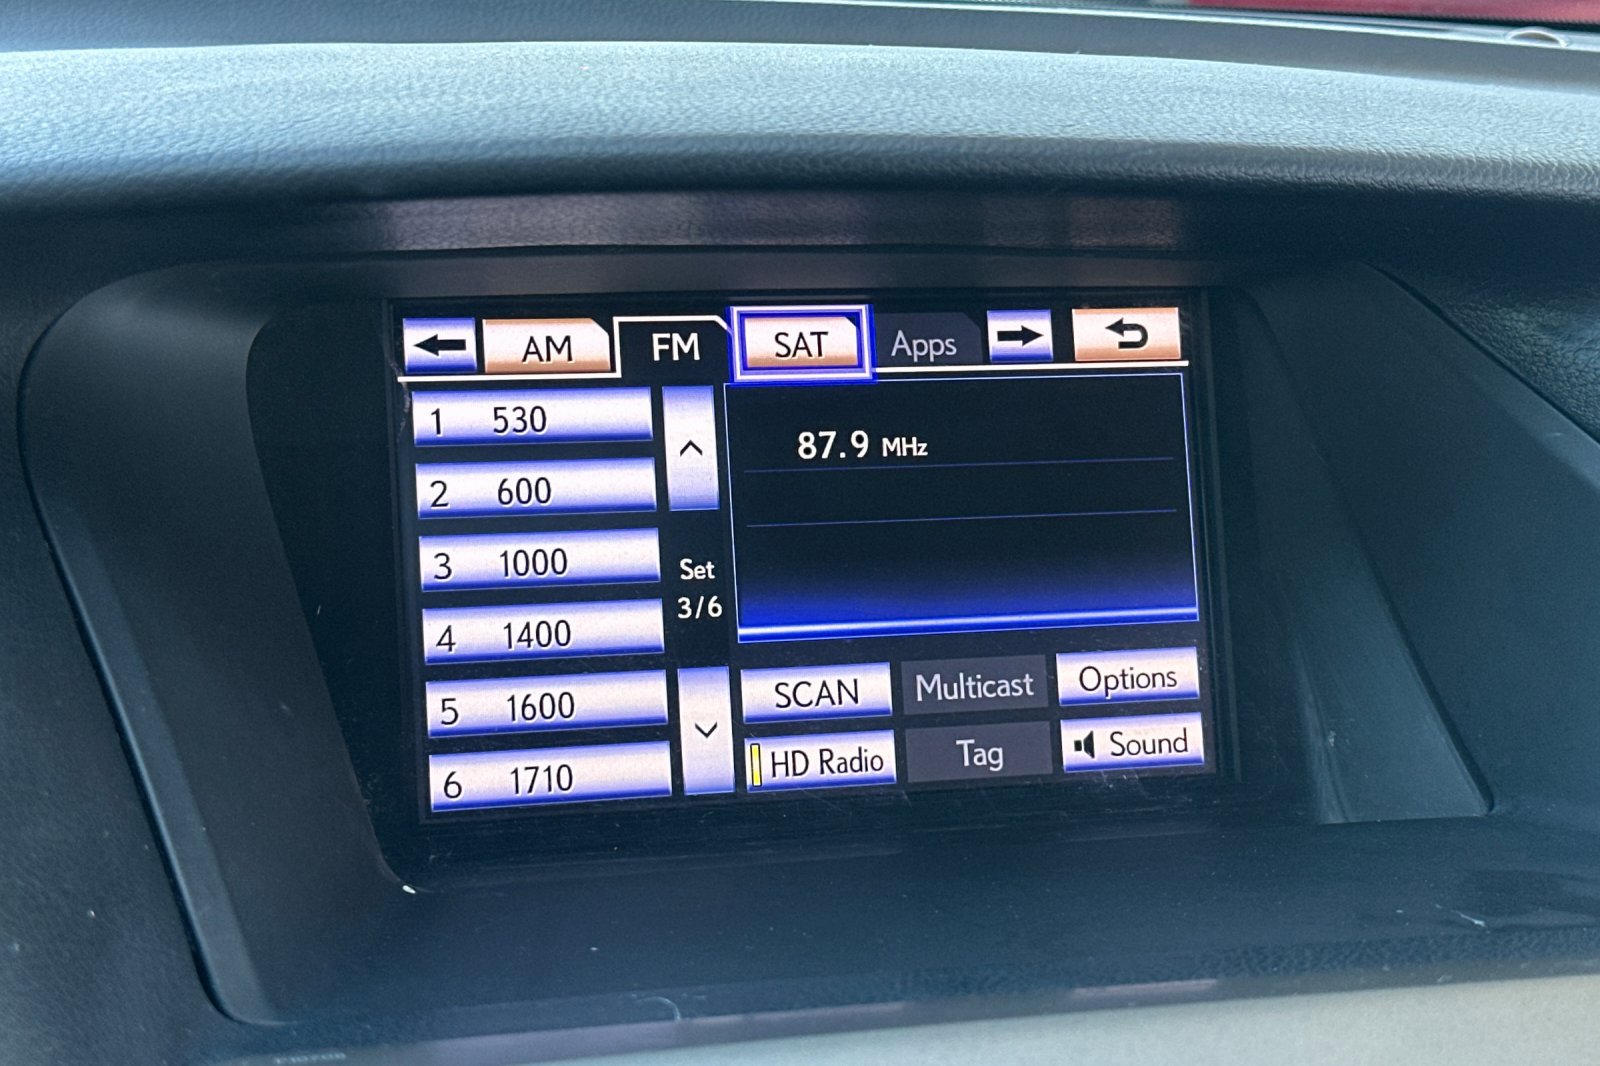 AM
FM
SAT
Apps
1 530
2 600
3 1000
4 1400
5 1600
6 1710
Set
3/6
87.9 MHz
SCAN
Multicast
Options
HD Radio
Tag
Sound